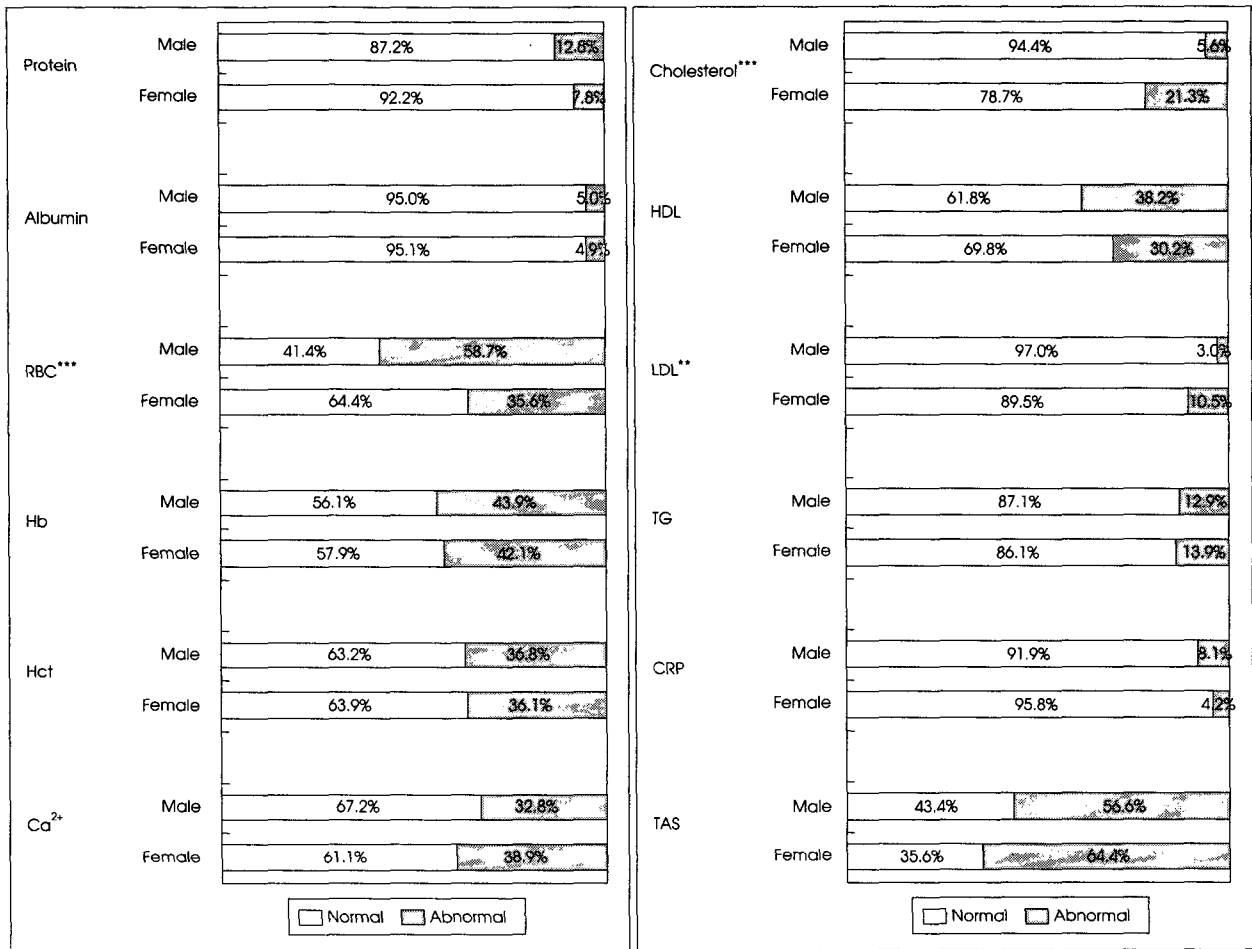 Protein
Male 87.2% 12.8%
Female 92.2% 7.8%
Albumin
Male 95.0% 5.0%
Female 95.1% 4.9%
RBC***
Male 41.4% 58.7%
Female 64.4% 35.6%
Hb
Male 56.1% 43.9%
Female 57.9% 42.1%
Hct
Male 63.2% 36.8%
Female 63.9% 36.1%
Ca2+
Male 67.2% 32.8%
Female 61.1% 38.9%
Normal Abnormal
Cholesterol***
Male 94.4% 5.6%
Female 78.7% 21.3%
HDL
Male 61.8% 38.2%
Female 69.8% 30.2%
LDL**
Male 97.0% 3.0%
Female 89.5% 10.5%
TG
Male 87.1% 12.9%
Female 86.1% 13.9%
CRP
Male 91.9% 8.1%
Female 95.8% 4.2%
TAS
Male 43.4% 56.6%
Female 35.6% 64.4%
Normal Abnormal